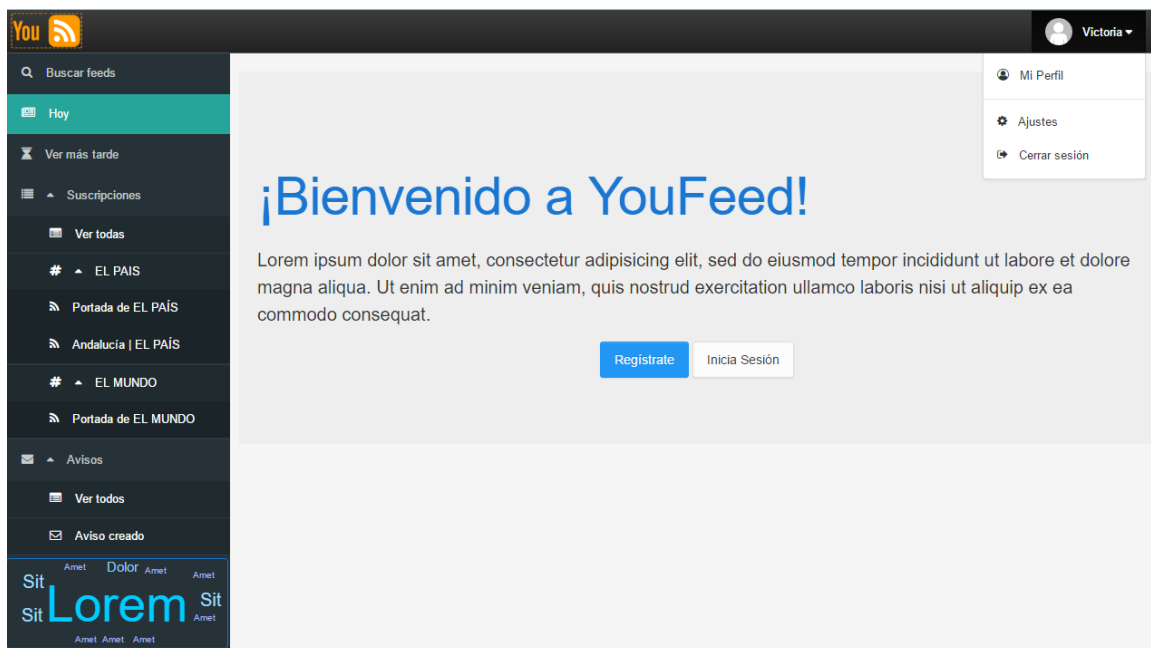 You
Victoria
Mi Perfil
Ajustes
Cerrar sesión
Buscar feeds
Hoy
Ver más tarde
Suscripciones
Ver todas
# EL PAIS
Portada de EL PAÍS
Andalucía | EL PAÍS
# EL MUNDO
Portada de EL MUNDO
Avisos
Ver todos
Aviso creado
Amet Dolor Amet Amet
Sit
Lorem
Sit
Sit
Amet
Amet Amet Amet
¡Bienvenido a YouFeed!
Lorem ipsum dolor sit amet, consectetur adipisicing elit, sed do eiusmod tempor incididunt ut labore et dolore
magna aliqua. Ut enim ad minim veniam, quis nostrud exercitation ullamco laboris nisi ut aliquip ex ea
commodo consequat.
Regístrate Inicia Sesión